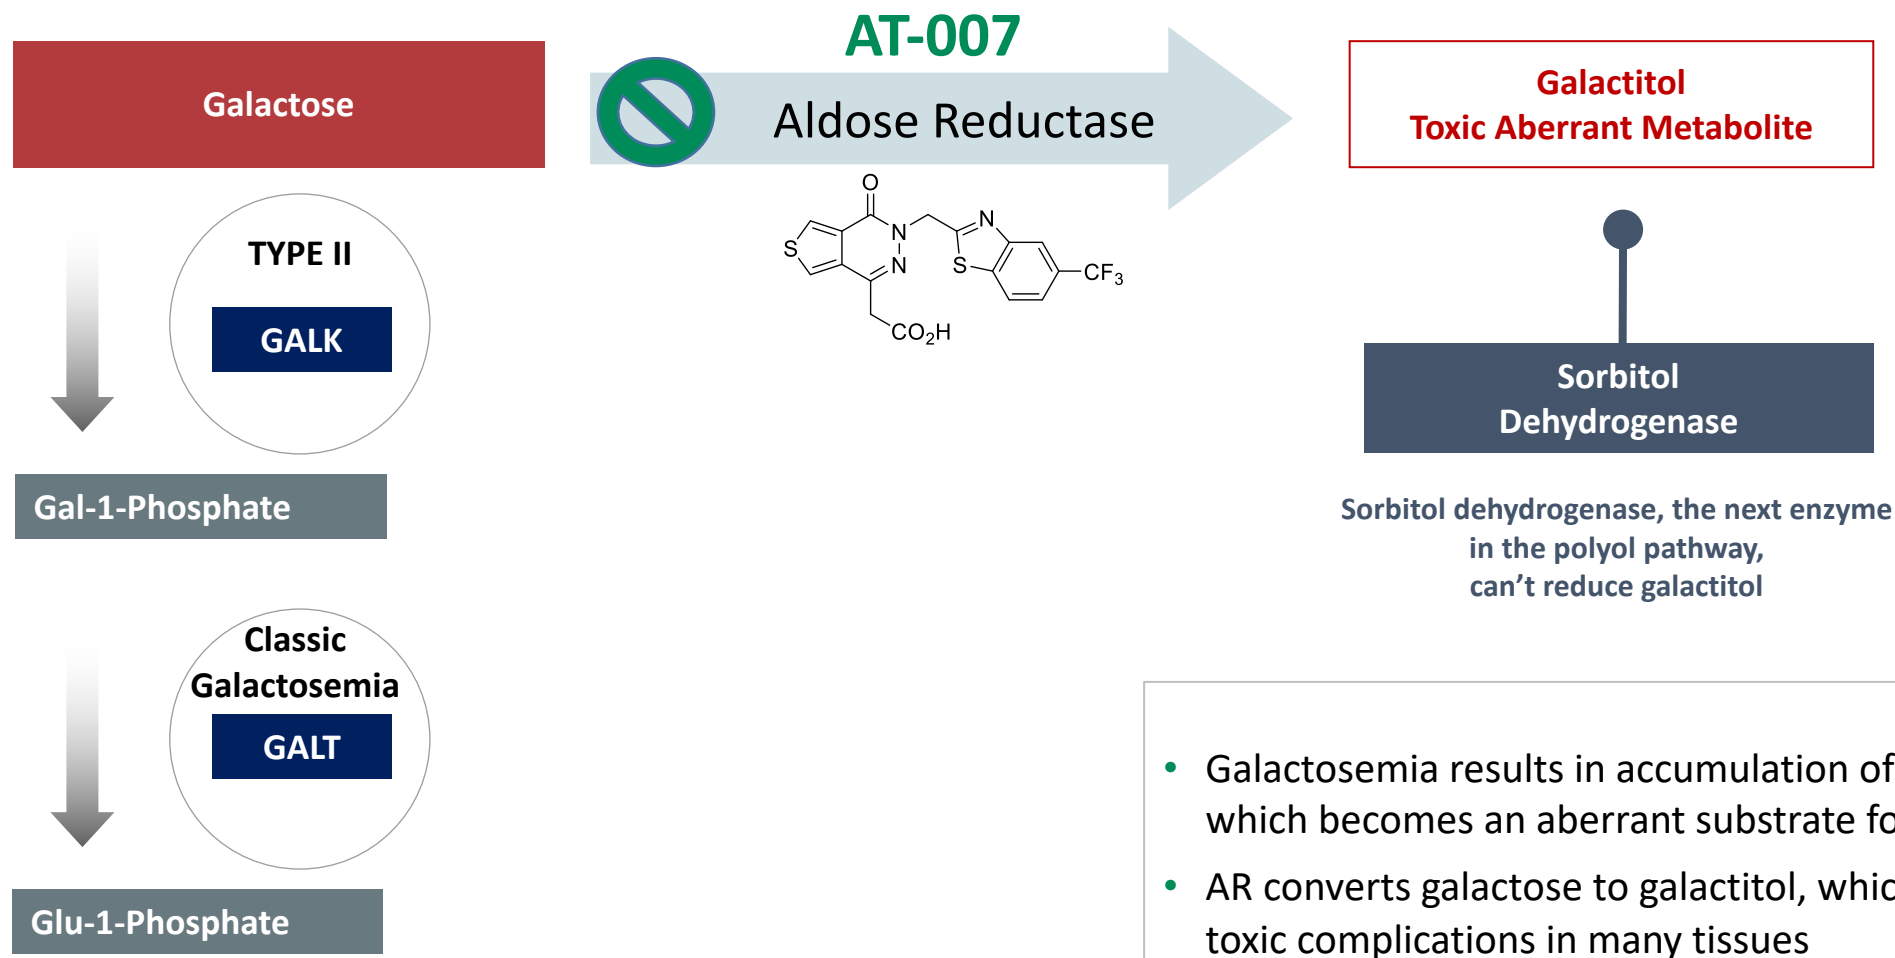 AT-007
Galactose
Aldose Reductase
Galactitol
Toxic Aberrant Metabolite
TYPE II
GALK
O
N
N
S
N
S
CF3
CO2H
Sorbitol
Dehydrogenase
Gal-1-Phosphate
Sorbitol dehydrogenase, the next enzyme
in the polyol pathway,
can’t reduce galactitol
Classic
Galactosemia
GALT
Glu-1-Phosphate
• Galactosemia results in accumulation of
which becomes an aberrant substrate
• AR converts galactose to galactitol,
toxic complications in many tissues